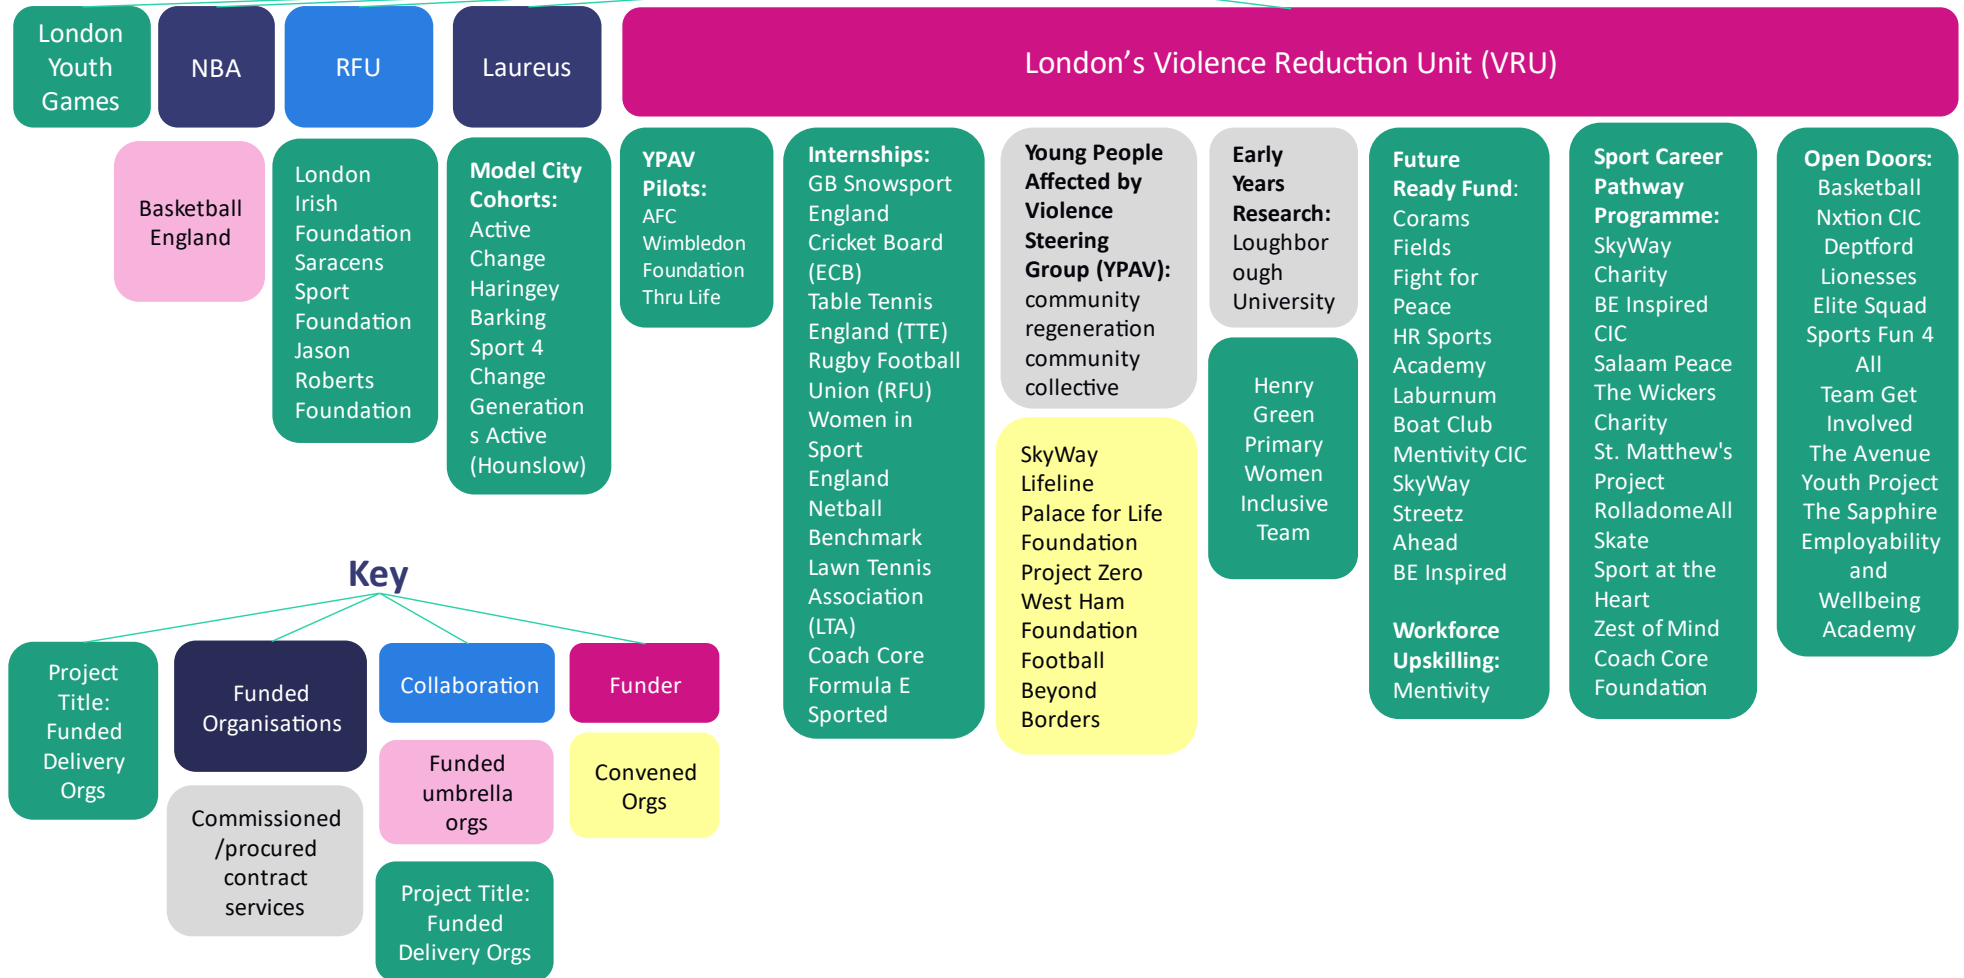 London
Youth
Games
NBA
RFU
Laureus
London’s Violence Reduction Unit (VRU)
Basketball
England
London
Irish
Foundation
Saracens
Sport
Foundation
Jason
Roberts
Foundation
Model City
Cohorts:
Active
Change
Haringey
Barking
Sport 4
Change
Generation
s Active
(Hounslow)
YPAV
Pilots:
AFC
Wimbledon
Foundation
Thru Life
Internships:
GB Snowsport
England
Cricket Board
(ECB)
Table Tennis
England (TTE)
Rugby Football
Union (RFU)
Women in
Sport
England
Netball
Benchmark
Lawn Tennis
Association
(LTA)
Coach Core
Formula E
Sported
Young People
Affected by
Violence
Steering
Group (YPAV):
community
regeneration
community
collective
SkyWay
Lifeline
Palace for Life
Foundation
Project Zero
West Ham
Foundation
Football
Beyond
Borders
Early
Years
Research:
Loughbor
ough
University
Henry
Green
Primary
Women
Inclusive
Team
Future
Ready Fund:
Corams
Fields
Fight for
Peace
HR Sports
Academy
Laburnum
Boat Club
Mentivity CIC
SkyWay
Streetz
Ahead
BE Inspired
Workforce
Upskilling:
Mentivity
Sport Career
Pathway
Programme:
SkyWay
Charity
BE Inspired
CIC
Salaam Peace
The Wickers
Charity
St. Matthew's
Project
Rolladome All
Skate
Sport at the
Heart
Zest of Mind
Coach Core
Foundation
Open Doors:
Basketball
Nxtion CIC
Deptford
Lionesses
Elite Squad
Sports Fun 4
All
Team Get
Involved
The Avenue
Youth Project
The Sapphire
Employability
and
Wellbeing
Academy
Key
Project
Title:
Funded
Delivery
Orgs
Funded
Organisations
Collaboration
Funder
Commissioned
/procured
contract
services
Funded
umbrella
orgs
Convened
Orgs
Project Title:
Funded
Delivery Orgs